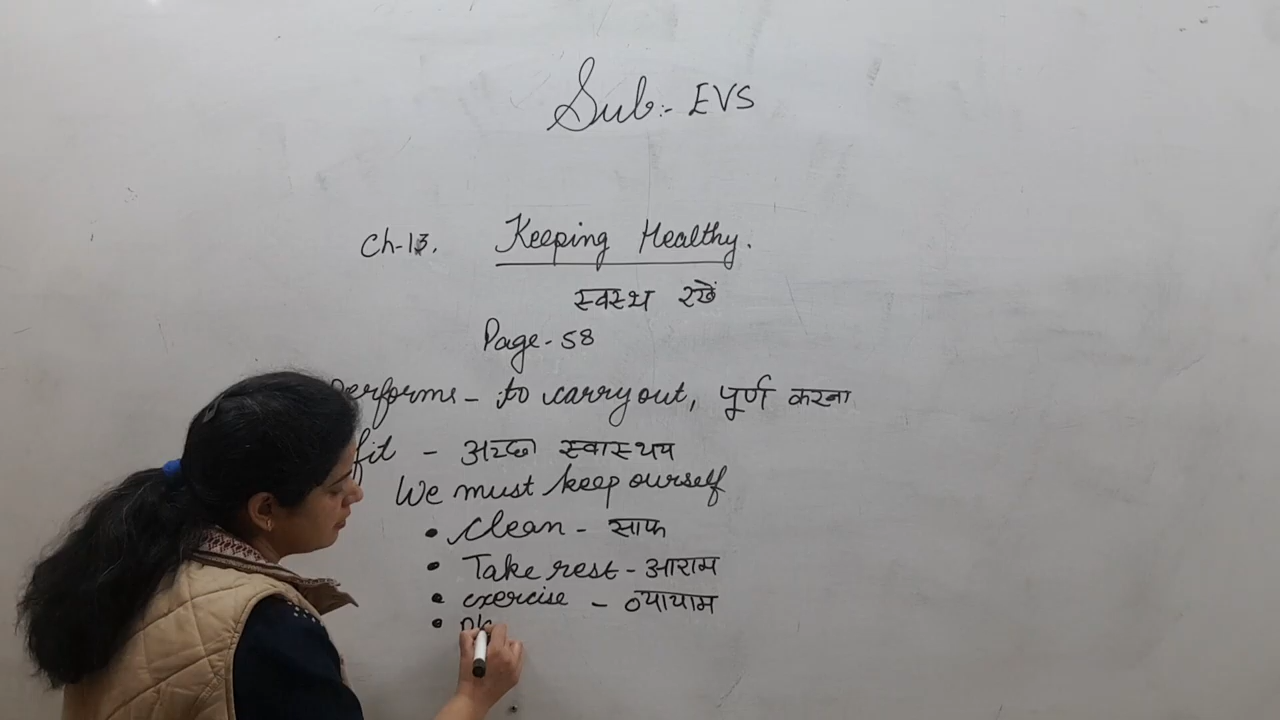 Sub:- EVS
Ch-13. Keeping Healthy.
स्वस्थ रखें
Page-58
performs - to carry out, पूर्ण करना
fit - अच्छा स्वास्थय
We must keep ourself
• clean - साफ
• Take rest - आराम
• exercise - व्यायाम
•